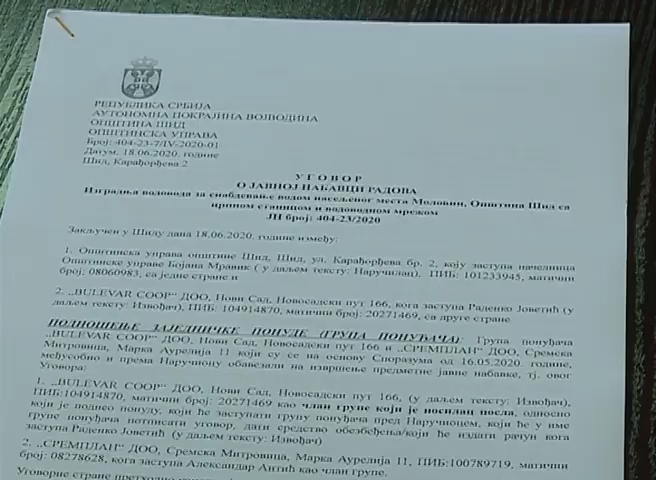 РЕПУБЛИКА СРБИЈА
АУТОНОМНА ПОКРАЈИНА ВОЈВОДИНА
ОПШТИНА ШИД
ОПШТИНСКА УПРАВА
Број: 404-23-7/IV-2020-01
Датум, 18.06.2020. године
Шид, Карађорђева 2
У Г О В О Р
О ЈАВНОЈ НАБАВЦИ РАДОВА
Изградња водовода за снабдевање водом насељеног места Моловин, Општина Шид са
црпном станицом и водоводном мрежом
ЈН број: 404-23/2020
Закључен у Шиду дана 18.06.2020. године између:
1. Општинска управа општине Шид, Шид, ул. Карађорђева бр. 2, коју заступа начелница
Општинске управе Бојана Мравик ( у даљем тексту: Наручилац), ПИБ: 101233945, матични
број: 08060983, са једне стране и
2. „BULEVAR COOP“ ДОО, Нови Сад, Новосадски пут 166, кога заступа Раденко Јоветић (у
даљем тексту: Извођач), ПИБ: 104914870, матични број: 20271469, са друге стране
ПОДНОШЕЊЕ ЗАЈЕДНИЧКЕ ПОНУДЕ (ГРУПА ПОНУЂАЧА): Група понуђача
„BULEVAR COOP“ ДОО, Нови Сад, Новосадски пут 166 и „СРЕМПЛАН“ ДОО, Сремска
Митровица, Марка Аурелија 11 који су се на основу Споразума од 16.05.2020. године,
међусобно и према Наручиоцу обавезали на извршење предметне јавне набавке, тј. овог
Уговора:
1. „BULEVAR COOP“ ДОО, Нови Сад, Новосадски пут 166, (у даљем тексту: Извођач),
ПИБ:104914870, матични број: 20271469 као члан групе који је носилац посла, односно
који је поднео понуду, који ће заступати групу понуђача пред Наручиоцем, који ће у име
групе понуђача потписати уговор, дати средство обезбеђења/који ће издати рачун кога
заступа Раденко Јоветић (у даљем тексту: Извођач)
2. „СРЕМПЛАН“ ДОО, Сремска Митровица, Марка Аурелија 11, ПИБ:100789719, матични
број: 08278628, кога заступа Александар Антић као члан групе.
Уговорне стране претходно